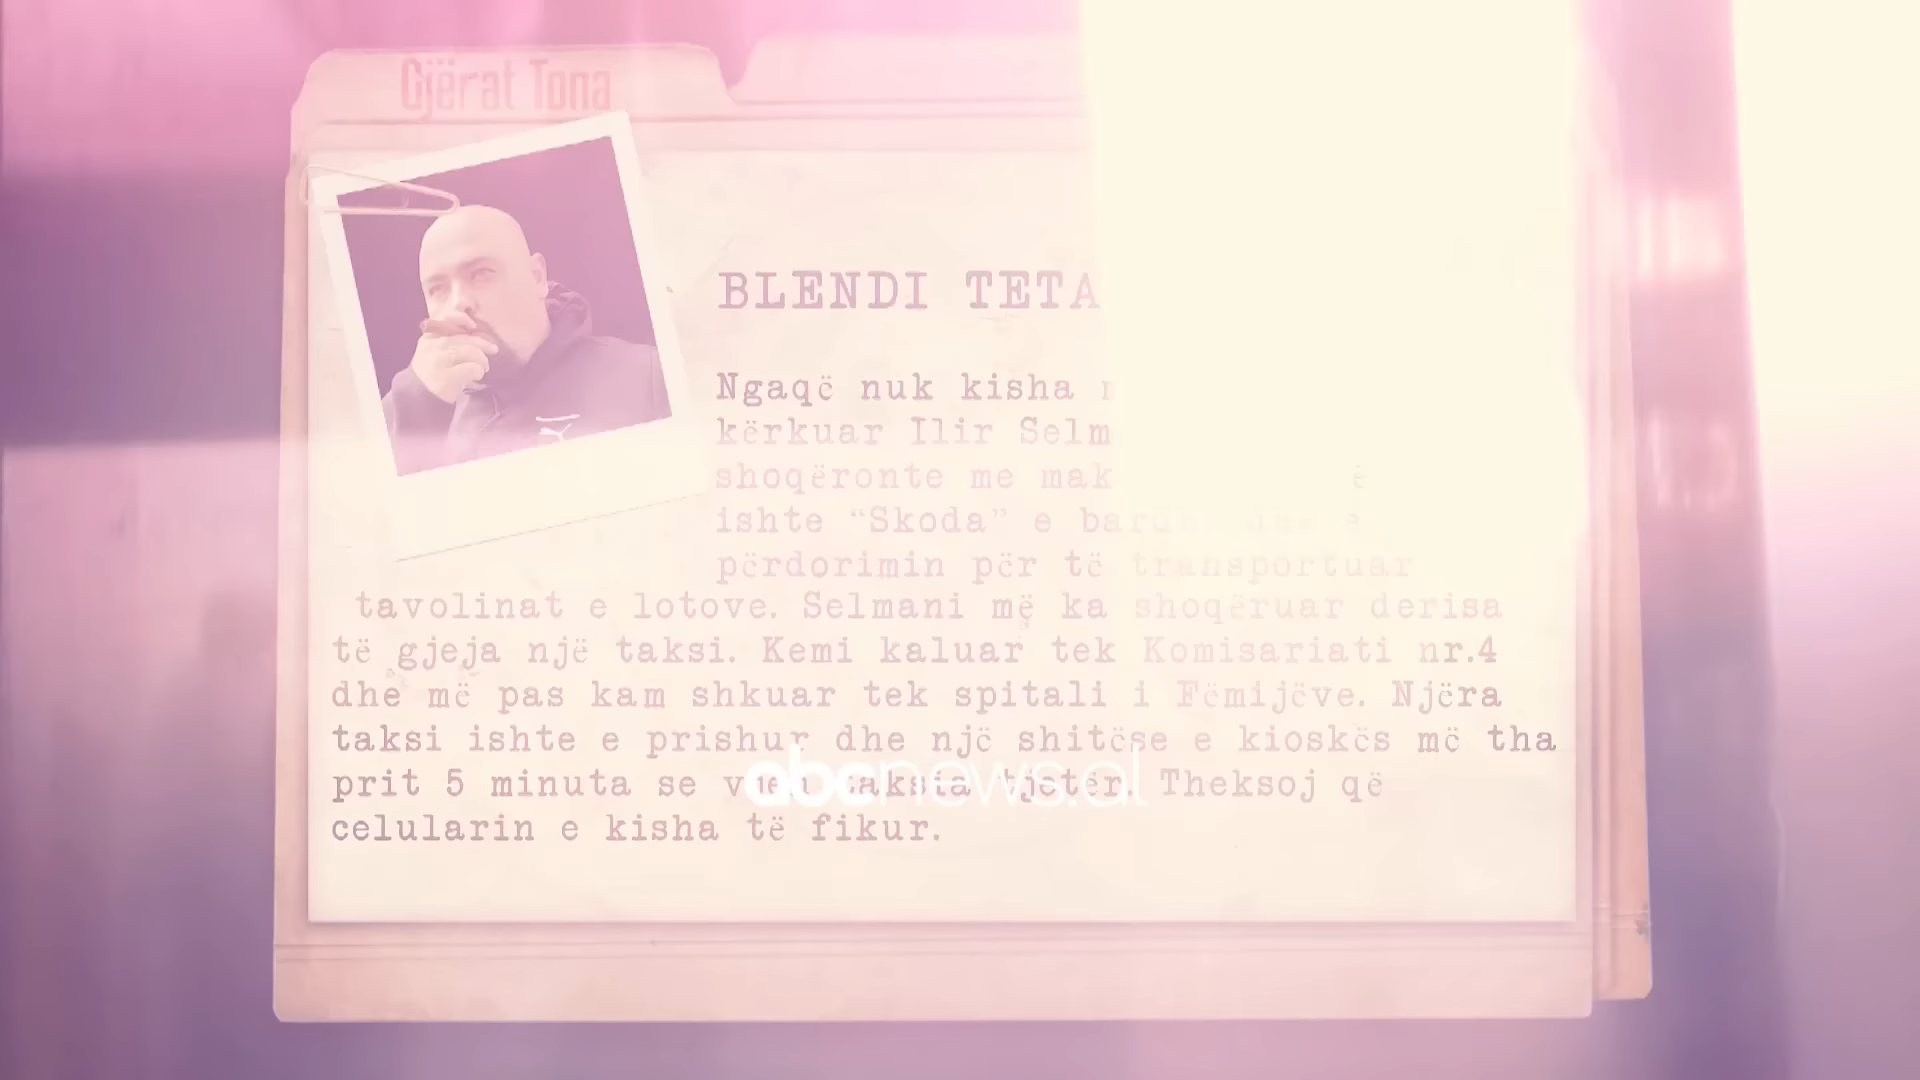 Gjërat Tona
BLENDI TETA
Ngaqë nuk kisha
kërkuar Ilir Selm
shoqëronte me mak
ishte “Skoda” e
përdorimin për të transportuar
tavolinat e lotove. Selmani më ka shoqëruar derisa
të gjeja një taksi. Kemi kaluar tek Komisariati nr.4
dhe më pas kam shkuar tek spitali i Fëmijëve. Njëra
taksi ishte e prishur dhe një shitëse e kioskës më tha
prit 5 minuta se vjen taksia tjetër. Theksoj që
celularin e kisha të fikur.
abcnews.al